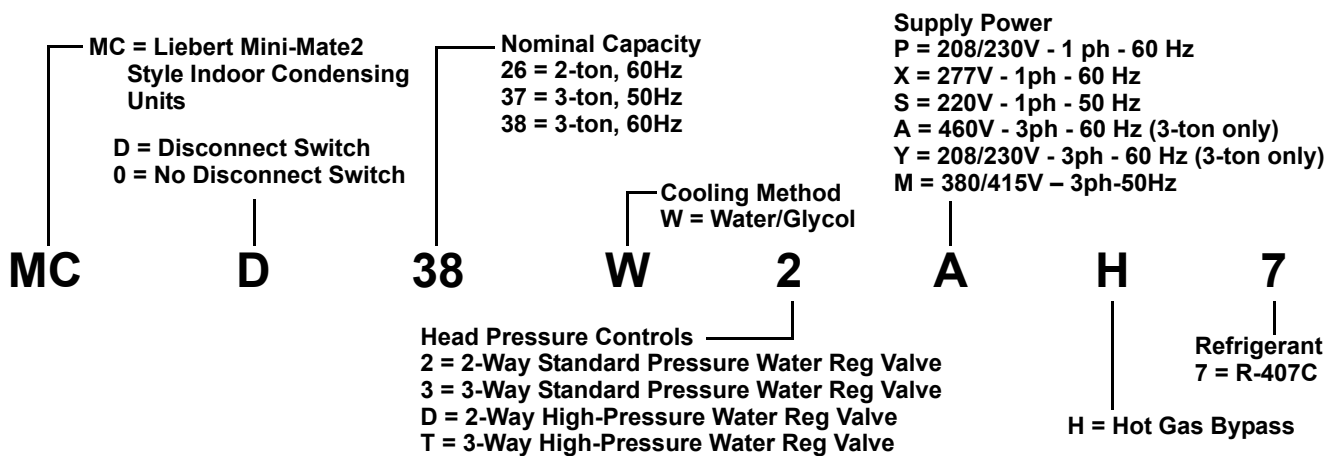 MC = Liebert Mini-Mate2
Style Indoor Condensing
Units
D = Disconnect Switch
0 = No Disconnect Switch
Nominal Capacity
26 = 2-ton, 60Hz
37 = 3-ton, 50Hz
38 = 3-ton, 60Hz
Cooling Method
W = Water/Glycol
Supply Power
P = 208/230V - 1 ph - 60 Hz
X = 277V - 1ph - 60 Hz
S = 220V - 1ph - 50 Hz
A = 460V - 3ph - 60 Hz (3-ton only)
Y = 208/230V - 3ph - 60 Hz (3-ton only)
M = 380/415V – 3ph-50Hz
MC D 38 W 2 A H 7
Head Pressure Controls
2 = 2-Way Standard Pressure Water Reg Valve
3 = 3-Way Standard Pressure Water Reg Valve
D = 2-Way High-Pressure Water Reg Valve
T = 3-Way High-Pressure Water Reg Valve
H = Hot Gas Bypass
Refrigerant
7 = R-407C